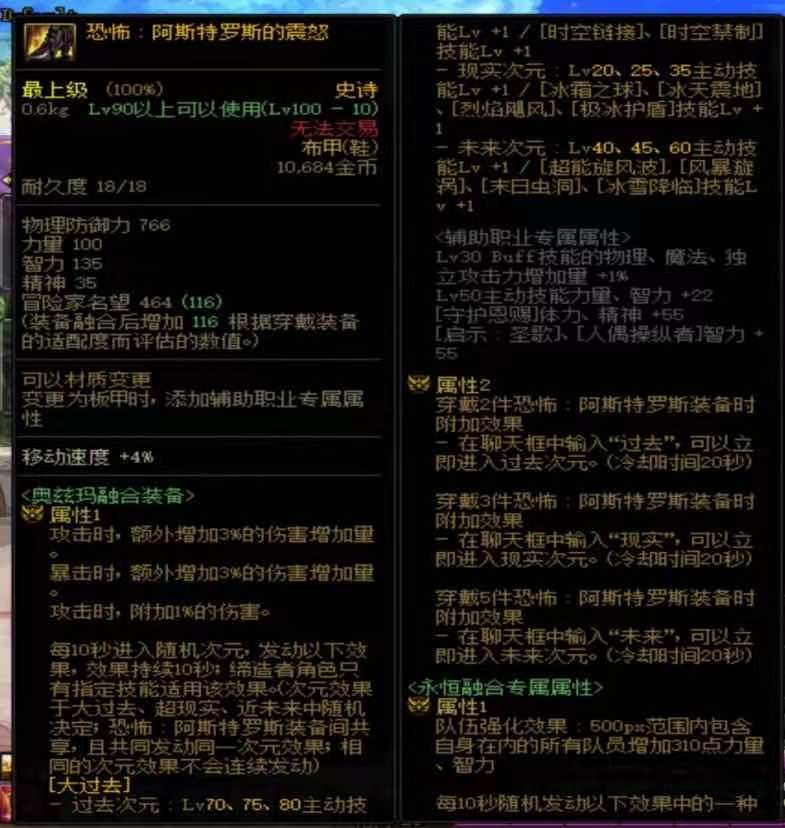 恐怖：阿斯特罗斯的震怒
最上级 （100%） 史诗
0.6kg Lv90以上可以使用(Lv100 - 10)
无法交易
布甲(鞋)
10,684金币
耐久度 18/18
物理防御力 766
力量 100
智力 135
精神 35
冒险家名望 464 (116)
(装备融合后增加 116 根据穿戴装备
的适配度而评估的数值。)
可以材质变更
变更为板甲时，添加辅助职业专属属
性
移动速度 +4%
<奥兹玛融合装备>
属性1
攻击时，额外增加3%的伤害增加量
。
暴击时，额外增加3%的伤害增加量
。
攻击时，附加1%的伤害。
每10秒进入随机次元，发动以下效
果，效果持续10秒；缔造者角色只
有指定技能适用该效果。(次元效果
于大过去、超现实、近未来中随机
决定；恐怖：阿斯特罗斯装备间共
享，且共同发动同一次元效果；相
同的次元效果不会连续发动)
[大过去]
- 过去次元：Lv70、75、80主动技
能Lv +1 / [时空链接]、[时空禁制]
技能Lv +1
- 现实次元：Lv20、25、35主动技
能Lv +1 / [冰箱之球]、[冰天震地]
、[烈焰飓风]、[极冰护盾]技能Lv +
1
- 未来次元：Lv40、45、60主动技
能Lv +1 / [超能旋风波]、[风暴旋
涡]、[末日虫洞]、[冰雪降临]技能L
v +1
<辅助职业专属属性>
Lv30 Buff技能的物理、魔法、独
立攻击力增加量 +1%
Lv50主动技能力量、智力 +22
[守护恩赐]体力、精神 +55
[启示：圣歌]、[人偶操纵者]智力 +
55
属性2
穿戴2件恐怖：阿斯特罗斯装备时
附加效果
- 在聊天框中输入“过去”，可以立
即进入过去次元。(冷却时间20秒)
穿戴3件恐怖：阿斯特罗斯装备时
附加效果
- 在聊天框中输入“现实”，可以立
即进入现实次元。(冷却时间20秒)
穿戴5件恐怖：阿斯特罗斯装备时
附加效果
- 在聊天框中输入“未来”，可以立
即进入未来次元。(冷却时间20秒)
<永恒融合专属属性>
属性1
队伍强化效果：500px范围内包含
自身在内的所有队员增加310点力量
、智力
每10秒随机发动以下效果中的一种